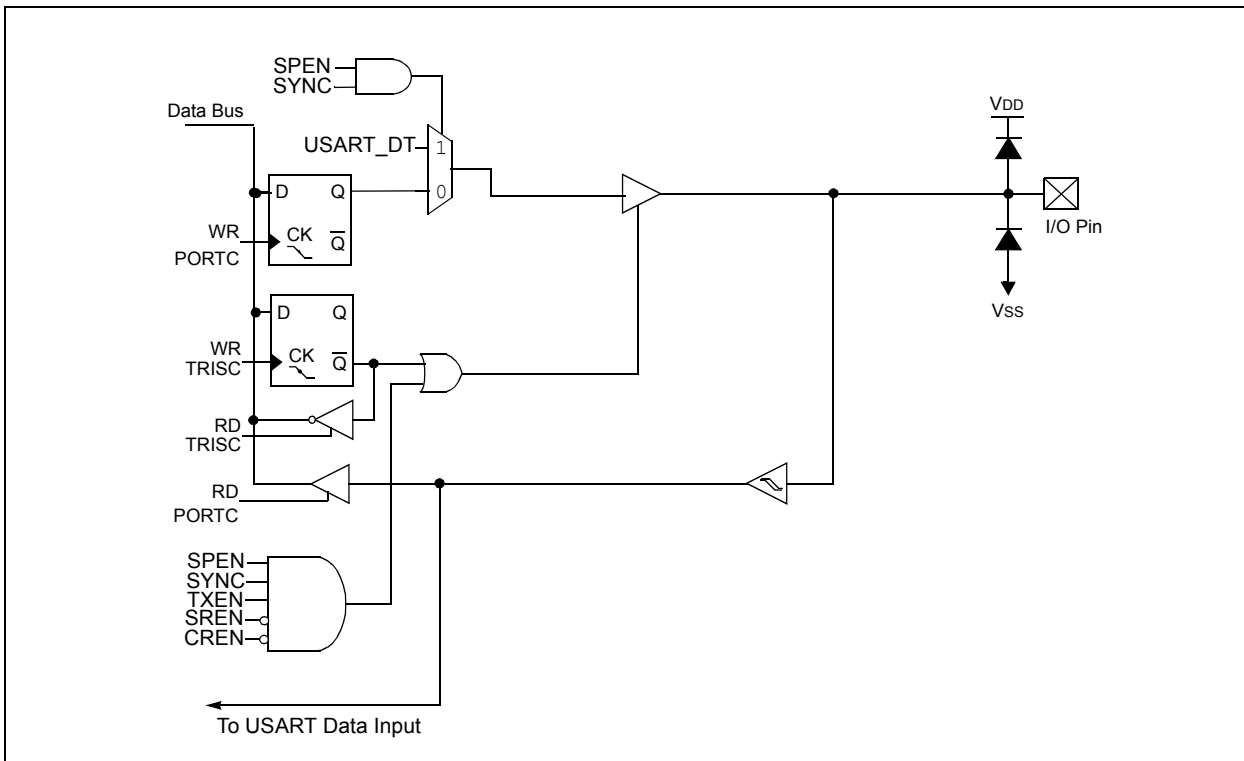 SPEN
SYNC
Data Bus
VDD
USART_DT
1
D
Q
0
I/O Pin
WR
PORTC
CK
Q̅
VSS
D
Q
WR
TRISC
CK
Q̅
RD
TRISC
RD
PORTC
SPEN
SYNC
TXEN
SREN
CREN
To USART Data Input